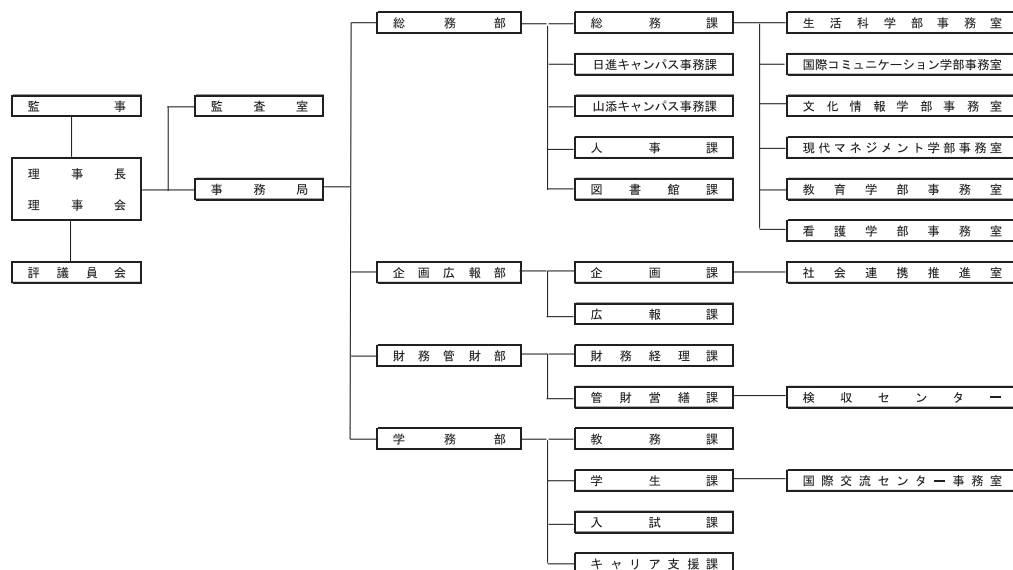 監事
理事長
理事会
評議員会
監査室
事務局
総務部
総務課
生活科学部事務室
国際コミュニケーション学部事務室
文化情報学部事務室
現代マネジメント学部事務室
教育学部事務室
看護学部事務室
日進キャンパス事務課
山添キャンパス事務課
人事課
図書館課
企画広報部
企画課
社会連携推進室
広報課
財務管財部
財務経理課
管財営繕課
検収センター
学務部
教務課
学生課
国際交流センター事務室
入試課
キャリア支援課